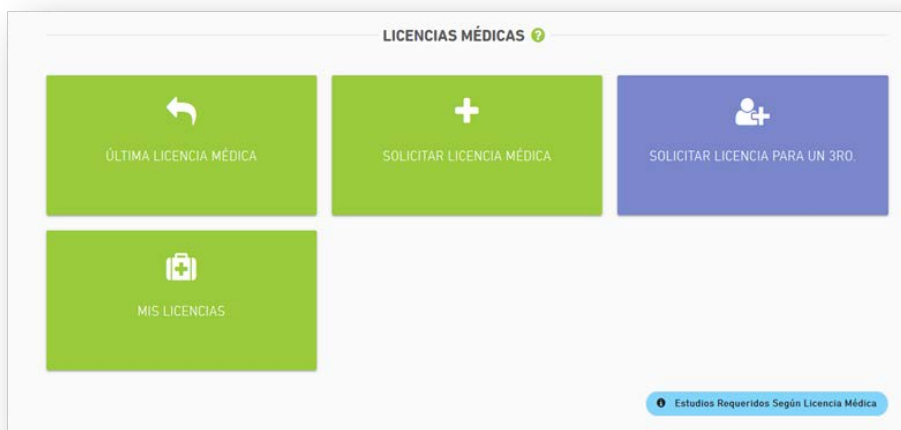 LICENCIAS MÉDICAS ?
ÚLTIMA LICENCIA MÉDICA
SOLICITAR LICENCIA MÉDICA
SOLICITAR LICENCIA PARA UN 3RO.
MIS LICENCIAS
Estudios Requeridos Según Licencia Médica